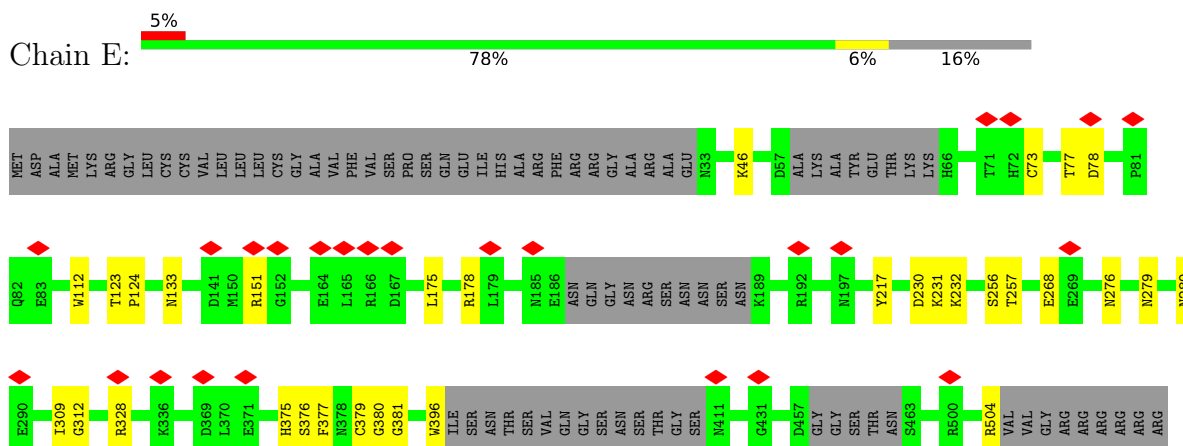 5%
Chain E:
78% 6% 16%
MET ASP ALA MET LYS ARG GLY LEU CYS CYS VAL LEU LEU LEU CYS GLY ALA VAL PHE VAL SER PRO SER GLN GLU ILE HIS ALA ARG PHE ARG ARG GLY ALA ARG ALA GLU N33 K46 D57 ALA LYS ALA TYR GLU THR LYS LYS H66 T71 H72 C73 T77 D78 P81
Q82 E83 W112 T123 P124 N133 D141 M150 R151 G152 E164 L165 R166 D167 L175 R178 L179 N185 E186 ASN GLN GLY ASN ARG SER ASN ASN SER ASN K189 R192 N197 Y217 D230 K231 K232 S256 T257 E268 E269 N276 N279
E290 I309 G312 R328 K336 D369 L370 E371 H375 S376 F377 N378 C379 G380 G381 W396 ILE SER ASN THR SER VAL GLN GLY SER ASN SER THR GLY SER N411 G431 D457 GLY GLY SER THR ASN S463 R500 R504 VAL VAL GLY ARG ARG ARG ARG ARG